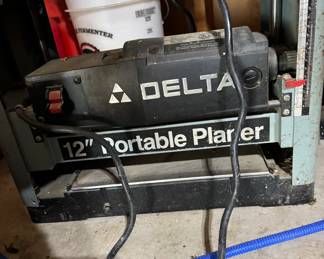 MENTER
DELTA
12" Portable Planer